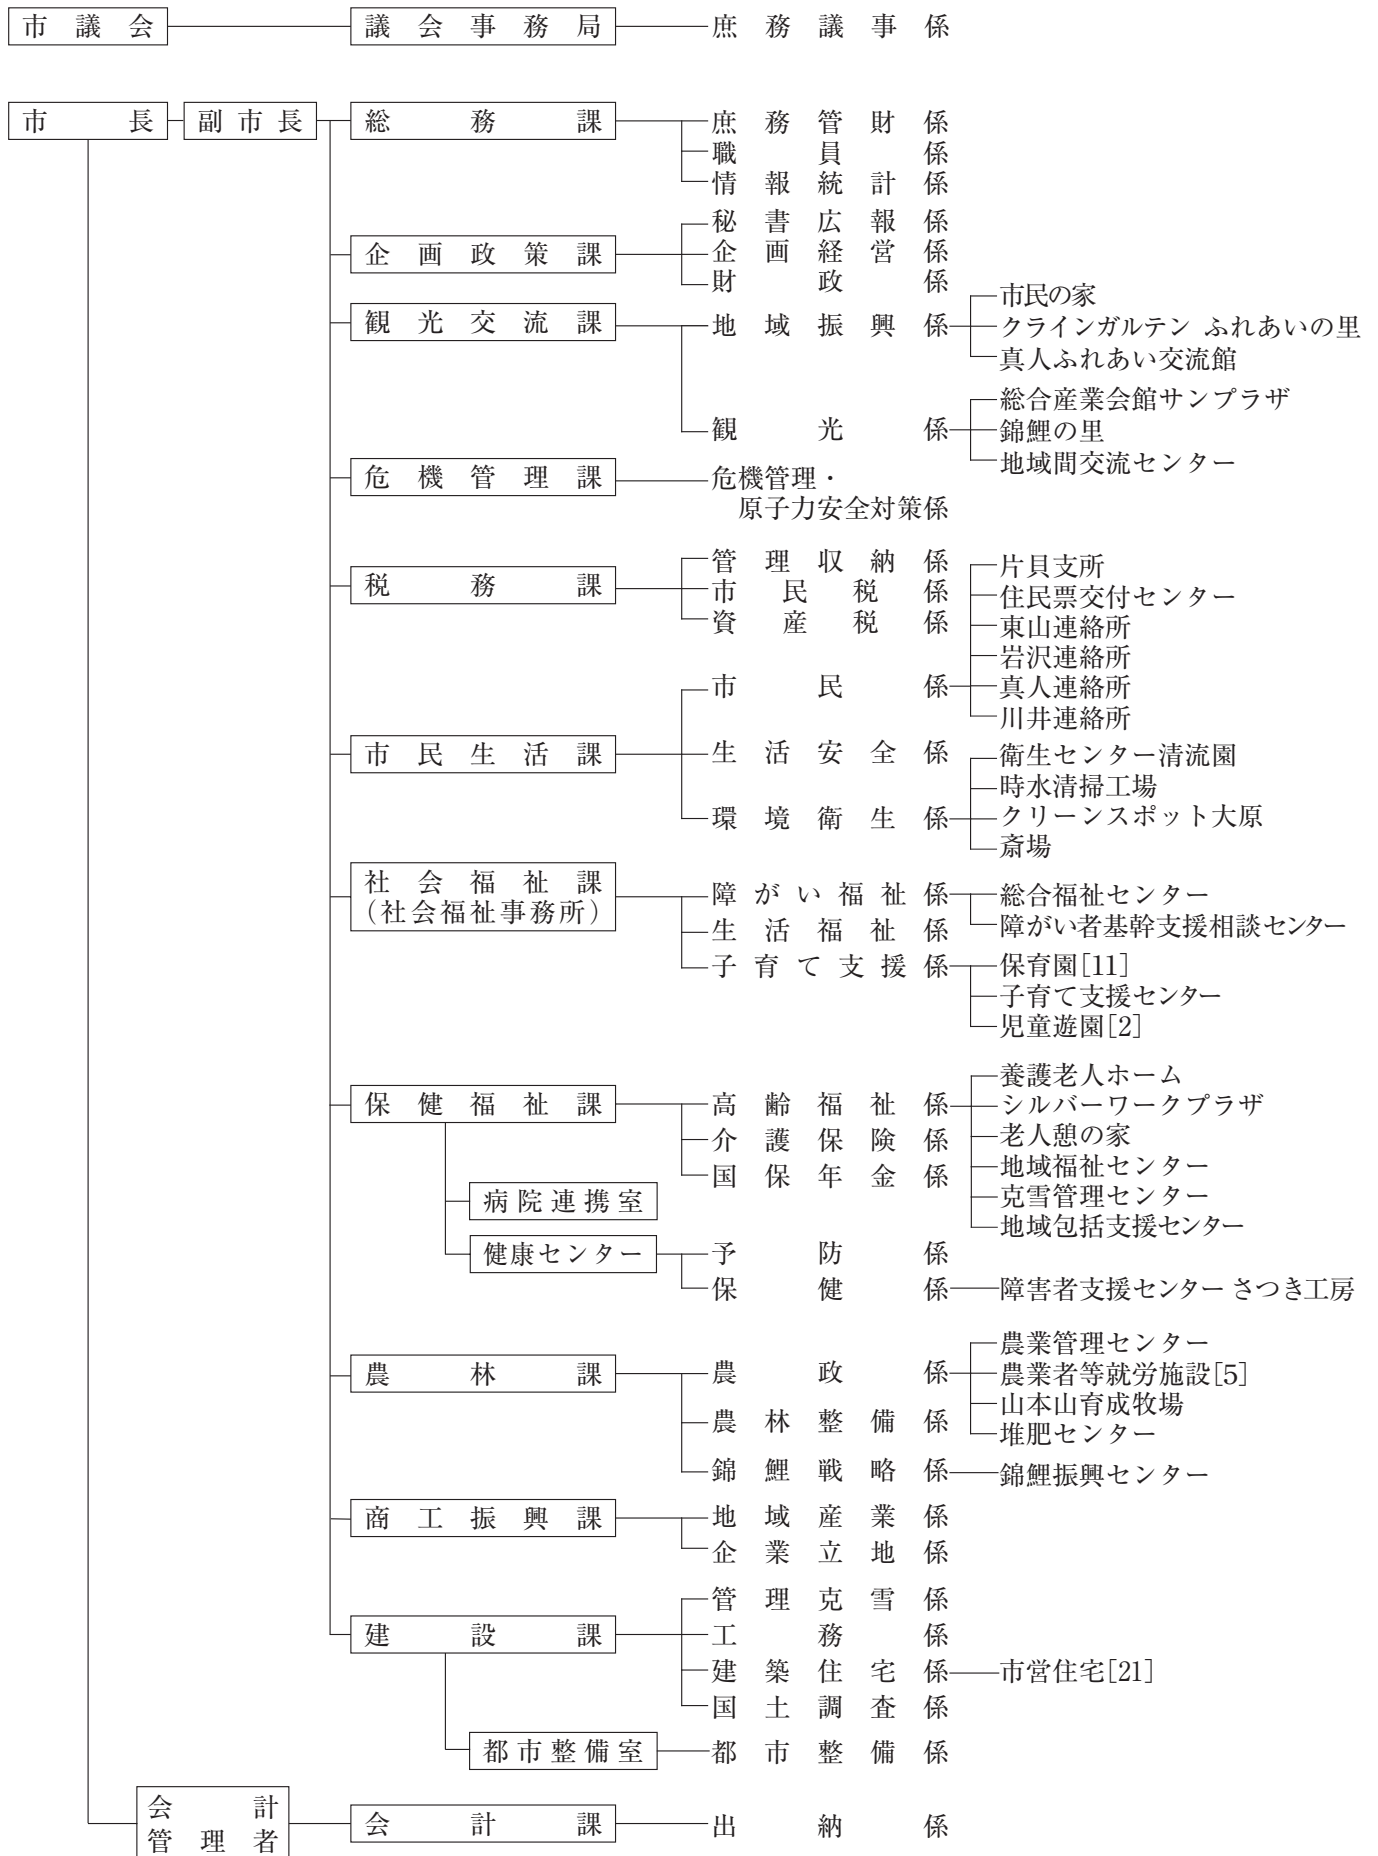 市議会 議会事務局 庶務議事係
市長 副市長 総務課 庶務管財係
職員係
情報統計係
秘書広報係
企画政策課 企画経営係
財政係
市民の家
観光交流課 地域振興係 クラインガルテン ふれあいの里
真人ふれあい交流館
総合産業会館サンプラザ
観光係 錦鯉の里
地域間交流センター
危機管理課 危機管理・
原子力安全対策係
管理収納係 片貝支所
税務課 市民税係 住民票交付センター
資産税係 東山連絡所
岩沢連絡所
市民係 真人連絡所
川井連絡所
市民生活課 生活安全係 衛生センター清流園
時水清掃工場
環境衛生係 クリーンスポット大原
斎場
社会福祉課 障がい福祉係 総合福祉センター
(社会福祉事務所) 生活福祉係 障がい者基幹支援相談センター
子育て支援係 保育園[11]
子育て支援センター
児童遊園[2]
養護老人ホーム
保健福祉課 高齢福祉係 シルバーワークプラザ
介護保険係 老人憩の家
国保年金係 地域福祉センター
病院連携室 克雪管理センター
地域包括支援センター
健康センター 予防係
保健係 障害者支援センター さつき工房
農業管理センター
農林課 農政係 農業者等就労施設[5]
山本山育成牧場
農林整備係 堆肥センター
錦鯉戦略係 錦鯉振興センター
商工振興課 地域産業係
企業立地係
管理克雪係
建設課 工務係
建築住宅係 市営住宅[21]
国土調査係
都市整備室 都市整備係
会計
管理者 会計課 出納係